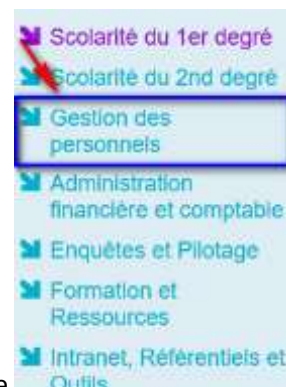 Scolarité du 1er degré
Scolarité du 2nd degré
Gestion des
personnels
Administration
financière et comptable
Enquêtes et Pilotage
Formation et
Ressources
Intranet, Référentiels et
Outils